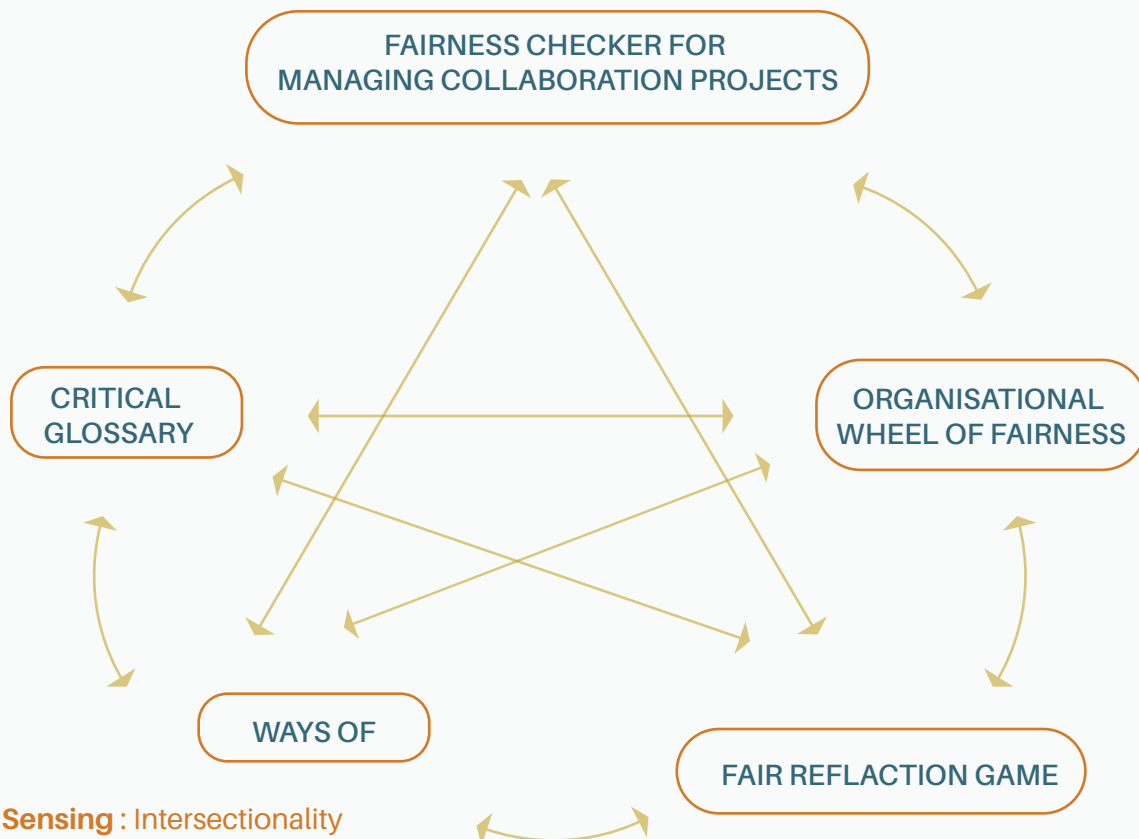 FAIRNESS CHECKER FOR
MANAGING COLLABORATION PROJECTS
CRITICAL
GLOSSARY
ORGANISATIONAL
WHEEL OF FAIRNESS
WAYS OF
FAIR REFLACTION GAME
Sensing : Intersectionality